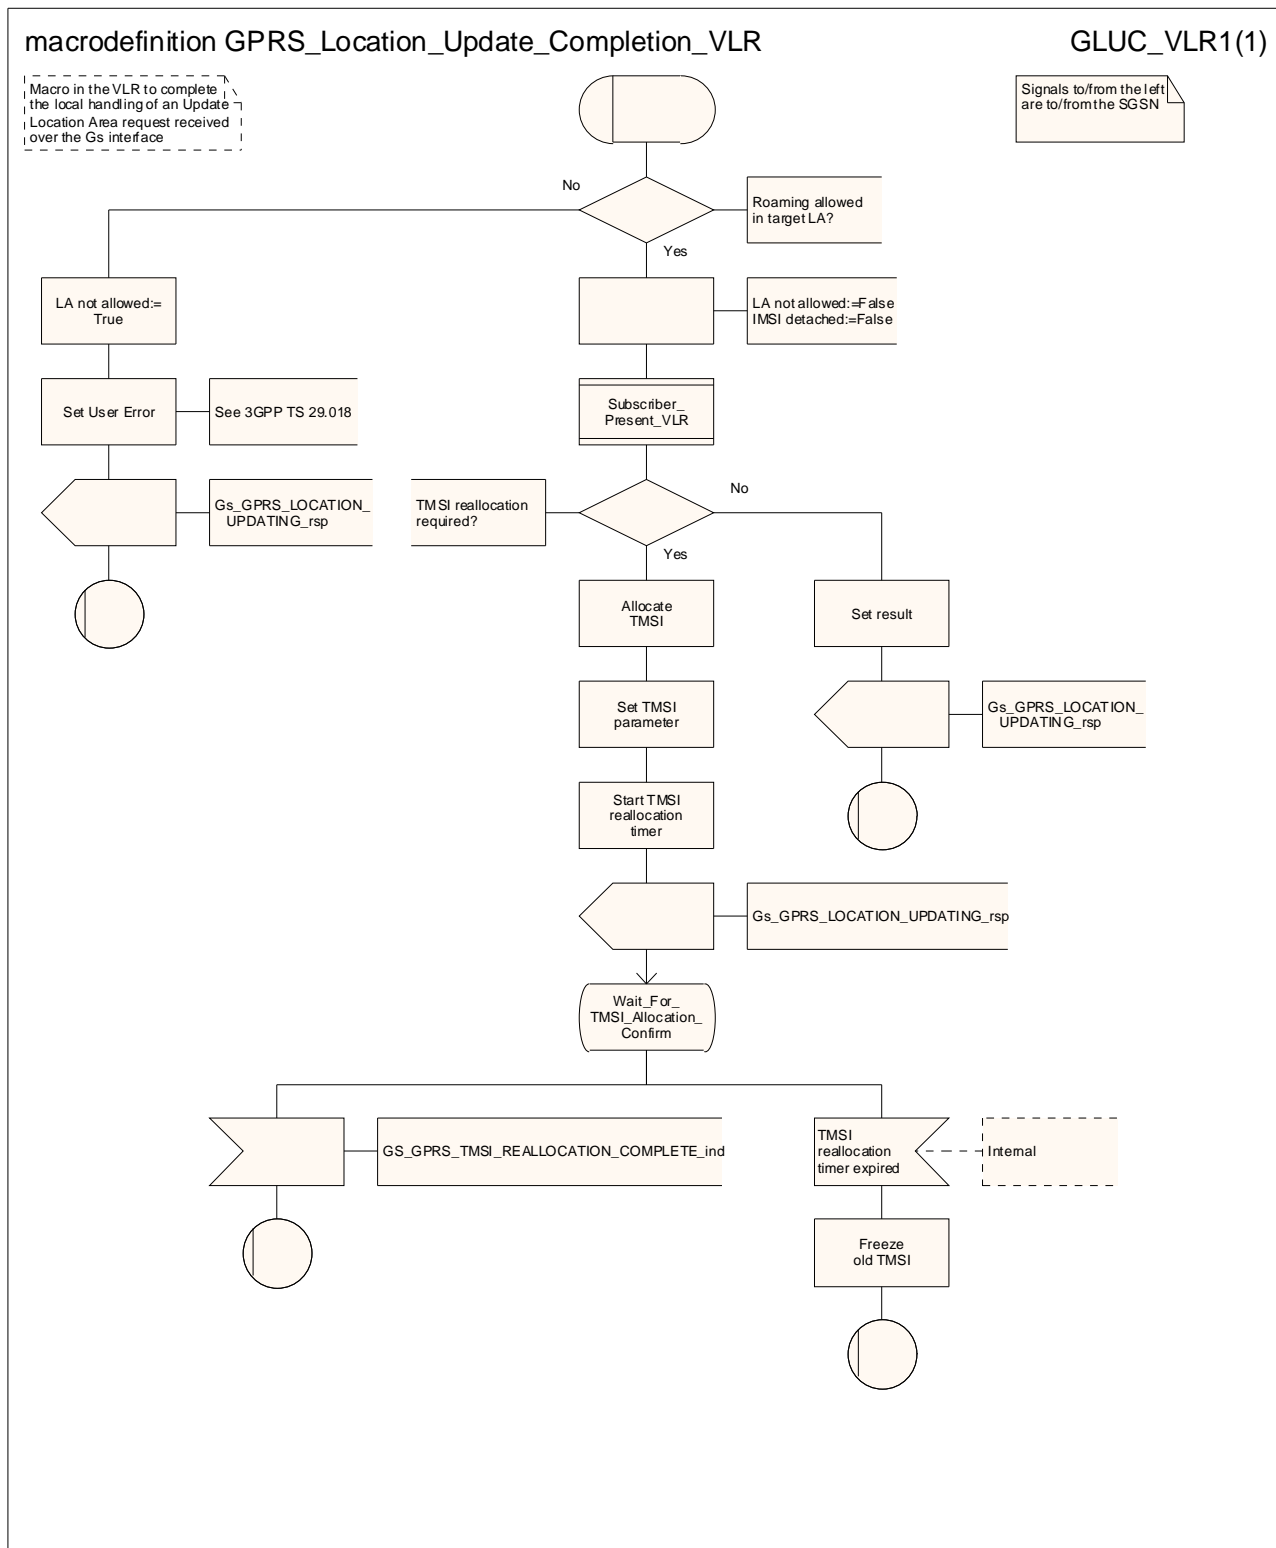 macrodefinition GPRS_Location_Update_Completion_VLR
GLUC_VLR1(1)
Macro in the VLR to complete
the local handling of an Update
Location Area request received
over the Gs interface
Signals to/from the left
are to/from the SGSN
No
Roaming allowed
in target LA?
Yes
LA not allowed:=
True
LA not allowed:=False
IMSI detached:=False
Set User Error
See 3GPP TS 29.018
Subscriber_
Present_VLR
Gs_GPRS_LOCATION_
UPDATING_rsp
TMSI reallocation
required?
No
Yes
Allocate
TMSI
Set result
Set TMSI
parameter
Gs_GPRS_LOCATION_
UPDATING_rsp
Start TMSI
reallocation
timer
Gs_GPRS_LOCATION_UPDATING_rsp
Wait_For_
TMSI_Allocation_
Confirm
GS_GPRS_TMSI_REALLOCATION_COMPLETE_ind
TMSI
reallocation
timer expired
Internal
Freeze
old TMSI